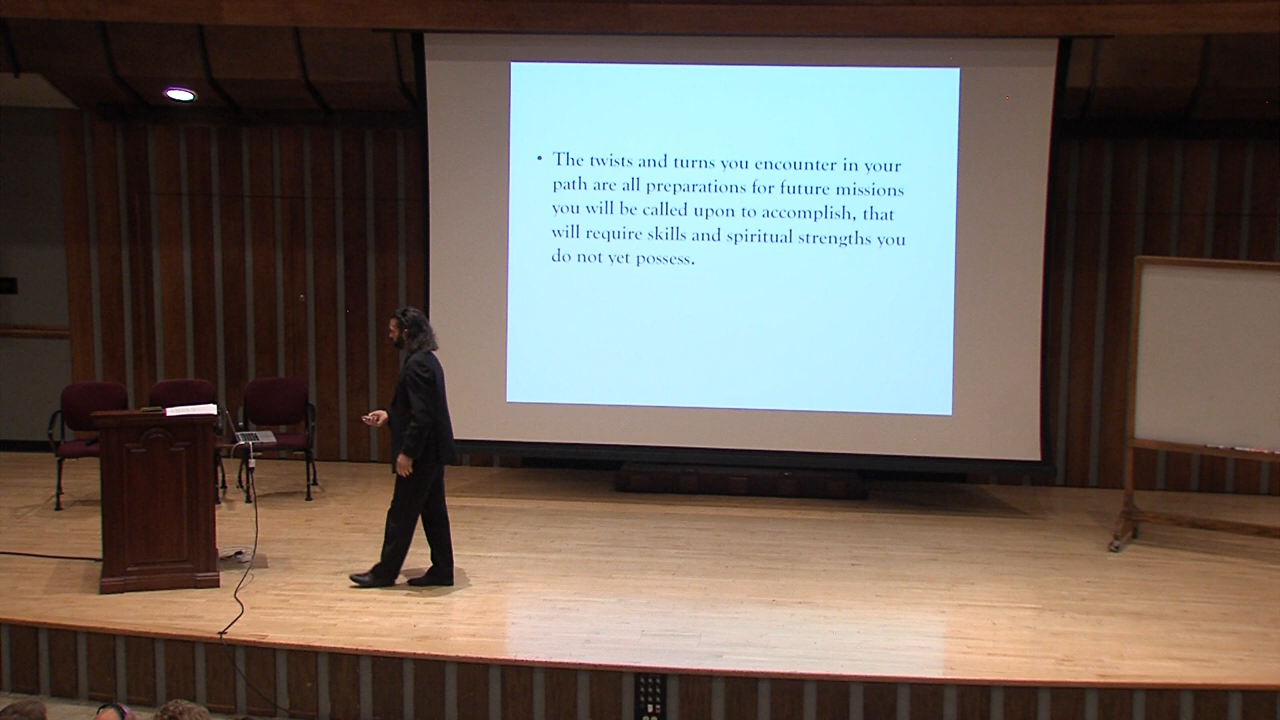 • The twists and turns you encounter in your
path are all preparations for future missions
you will be called upon to accomplish, that
will require skills and spiritual strengths you
do not yet possess.